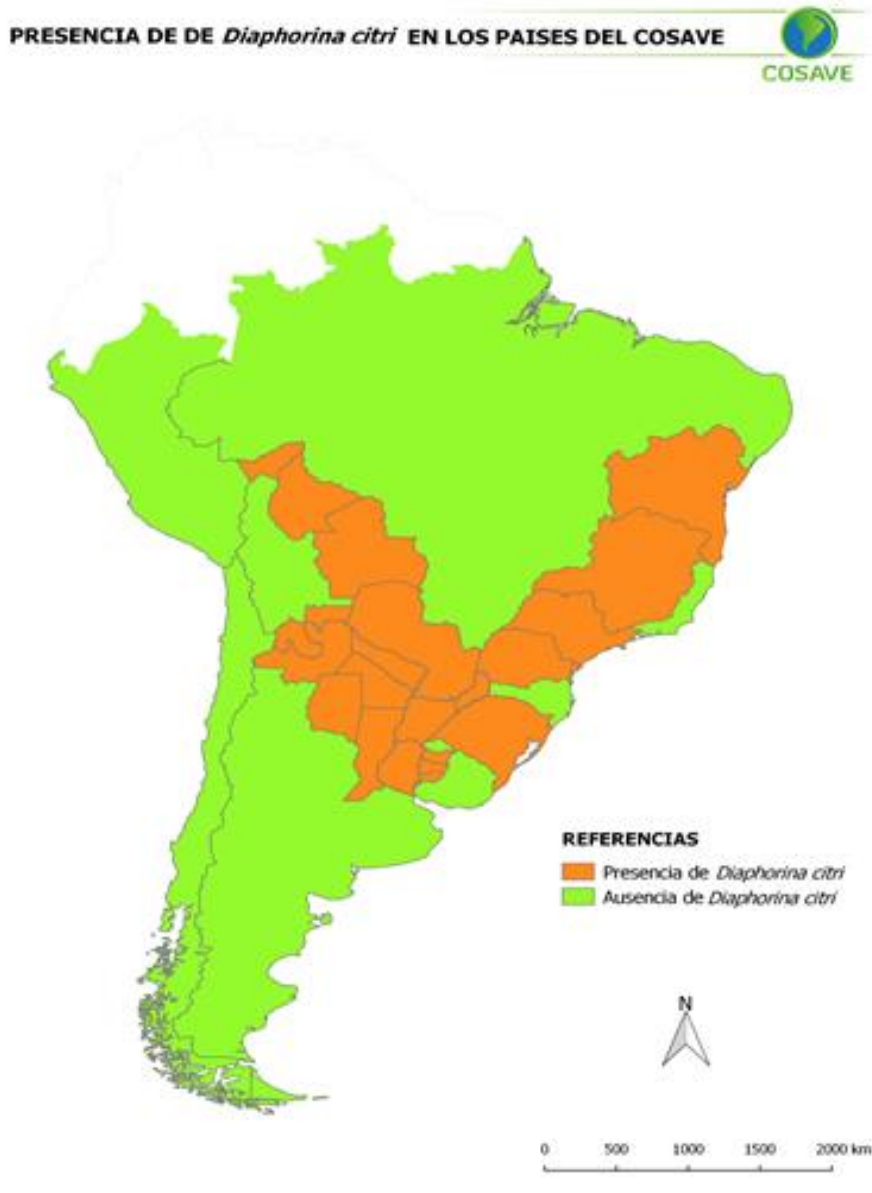 PRESENCIA DE DE Diaphorina citri EN LOS PAISES DEL COSAVE
COSAVE
REFERENCIAS
Presencia de Diaphorina citri
Ausencia de Diaphorina citri
N
0 500 1000 1500 2000 km